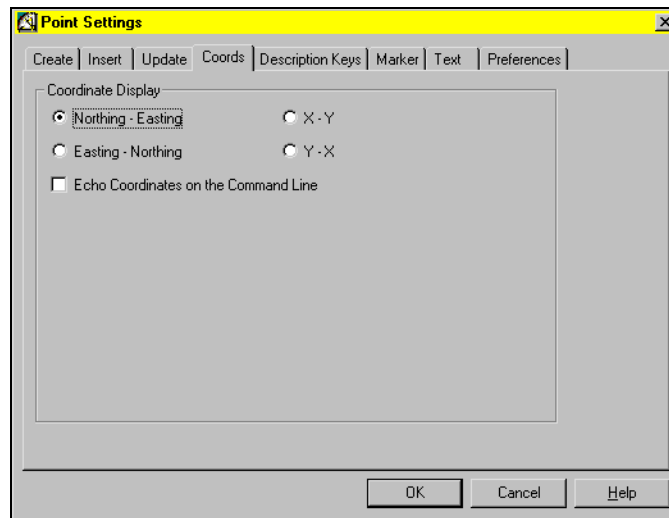 Point Settings
Create Insert Update Coords Description Keys Marker Text Preferences
Coordinate Display
Northing - Easting X - Y
Easting - Northing Y - X
Echo Coordinates on the Command Line
OK Cancel Help